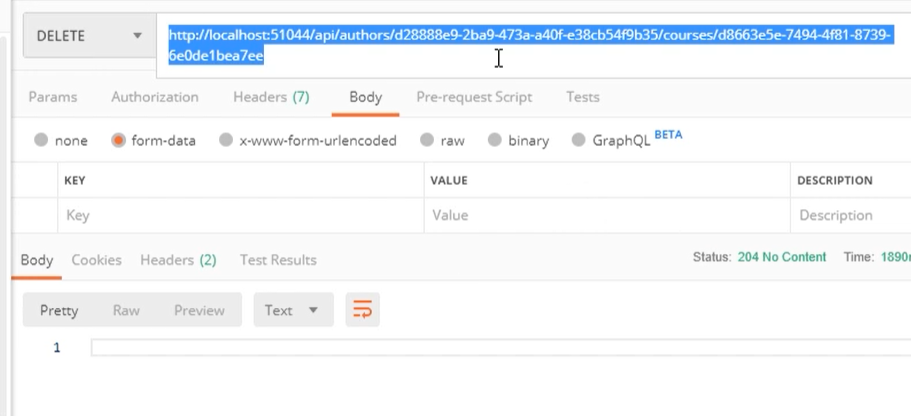 DELETE
http://localhost:51044/api/authors/d28888e9-2ba9-473a-a40f-e38cb54f9b35/courses/d8663e5e-7494-4f81-8739-
6e0de1bea7ee
Params Authorization Headers (7) Body Pre-request Script Tests
none form-data x-www-form-urlencoded raw binary GraphQL BETA
KEY VALUE DESCRIPTION
Key Value Description
Body Cookies Headers (2) Test Results Status: 204 No Content Time: 1890
Pretty Raw Preview Text
1